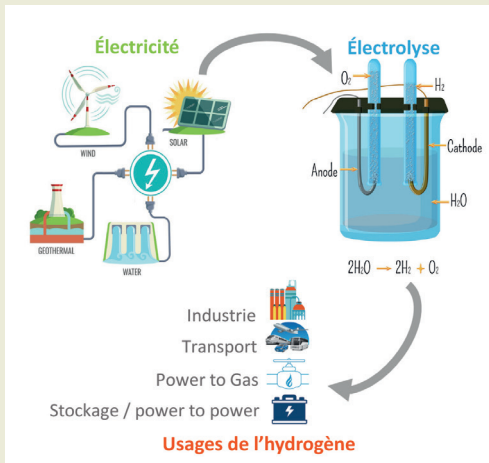 Électricité
WIND
SOLAR
GEOTHERMAL
WATER
Électrolyse
O₂
H₂
Cathode
Anode
H₂O
2H₂O → 2H₂ + O₂
Industrie
Transport
Power to Gas
Stockage / power to power
Usages de l'hydrogène